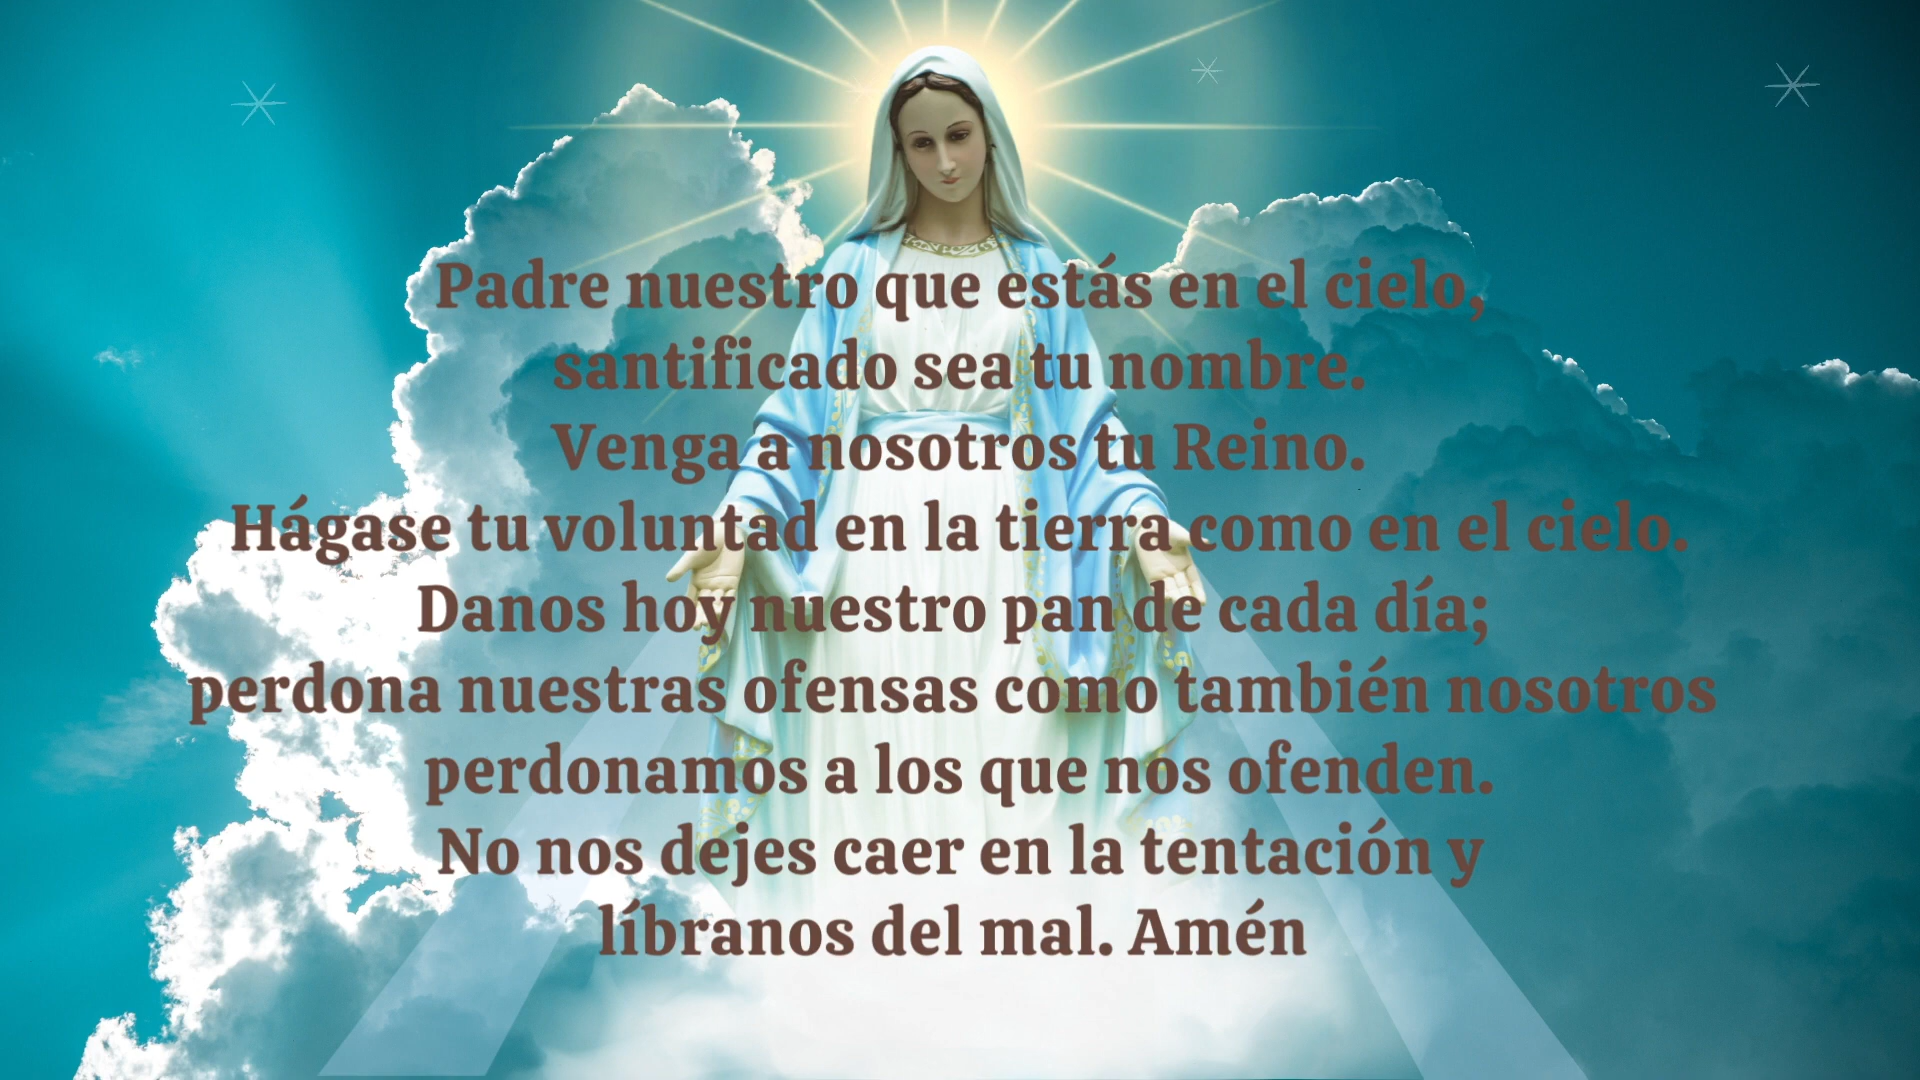 Padre nuestro que estás en el cielo,
santificado sea tu nombre.
Venga a nosotros tu Reino.
Hágase tu voluntad en la tierra como en el cielo.
Danos hoy nuestro pan de cada día;
perdona nuestras ofensas como también nosotros
perdonamos a los que nos ofenden.
No nos dejes caer en la tentación y
líbranos del mal. Amén